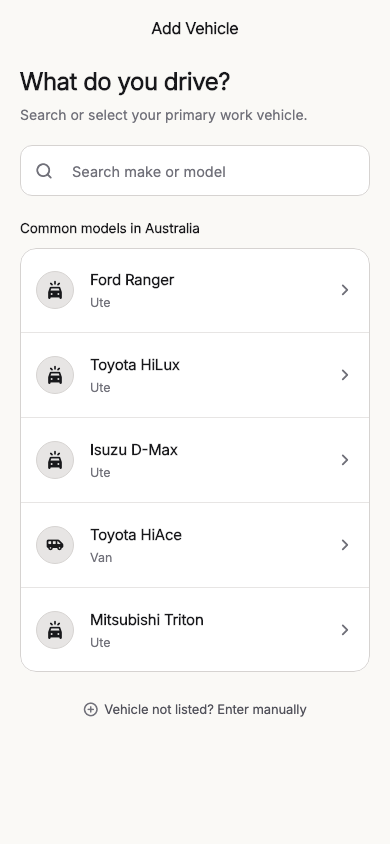 Add Vehicle
What do you drive?
Search or select your primary work vehicle.
Search make or model
Common models in Australia
Ford Ranger
Ute
Toyota HiLux
Ute
Isuzu D-Max
Ute
Toyota HiAce
Van
Mitsubishi Triton
Ute
Vehicle not listed? Enter manually